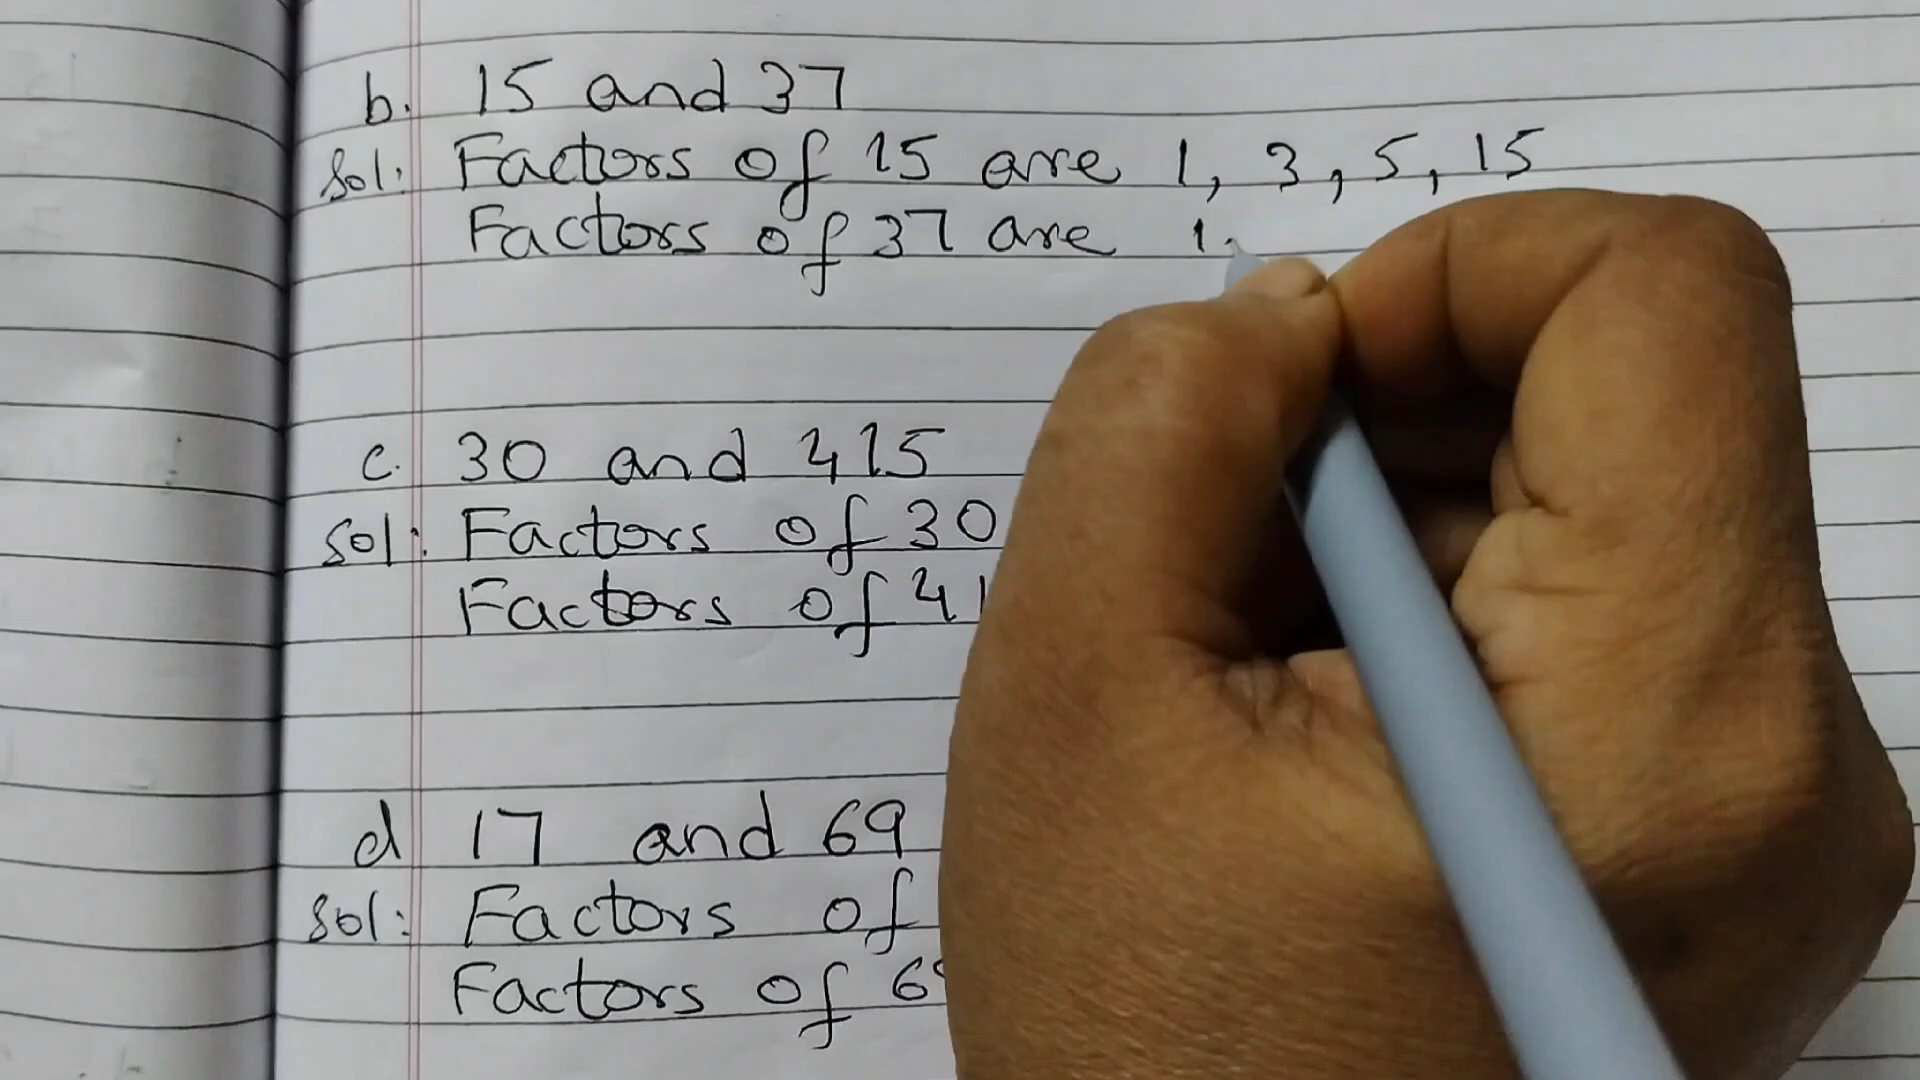 b. 15 and 37
Sol: Factors of 15 are 1, 3, 5, 15
Factors of 37 are 1,
c. 30 and 415
Sol: Factors of 30
Factors of 41
d 17 and 69
Sol: Factors of
Factors of 69